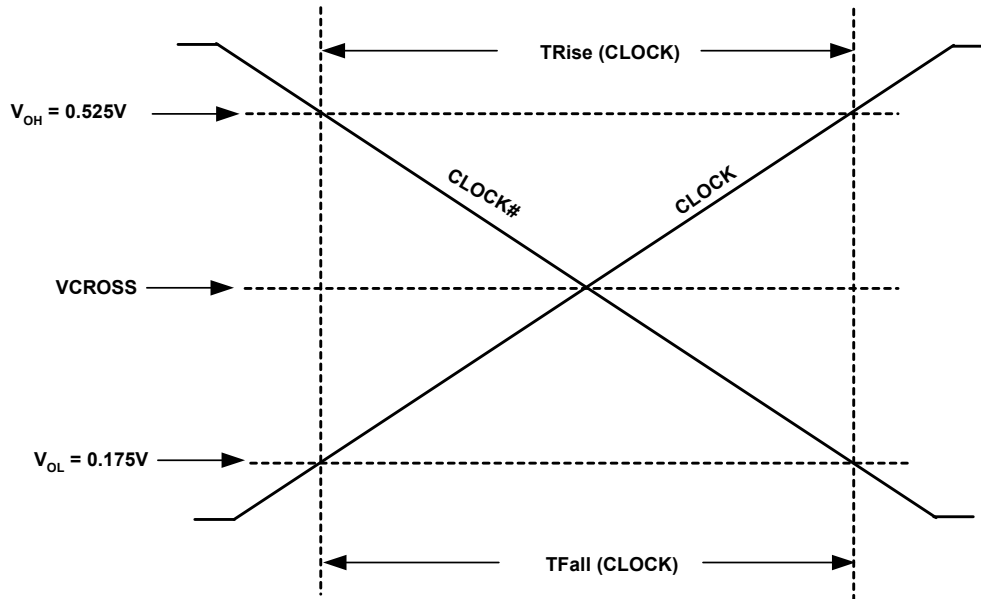 TRise (CLOCK)
V_OH = 0.525V
CLOCK#
CLOCK
VCROSS
V_OL = 0.175V
TFall (CLOCK)